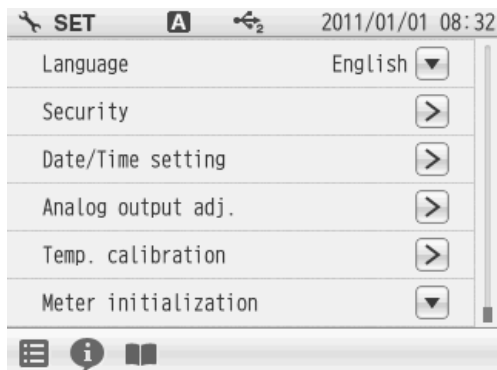 SET A 2 2011/01/01 08:32
Language English
Security
Date/Time setting
Analog output adj.
Temp. calibration
Meter initialization